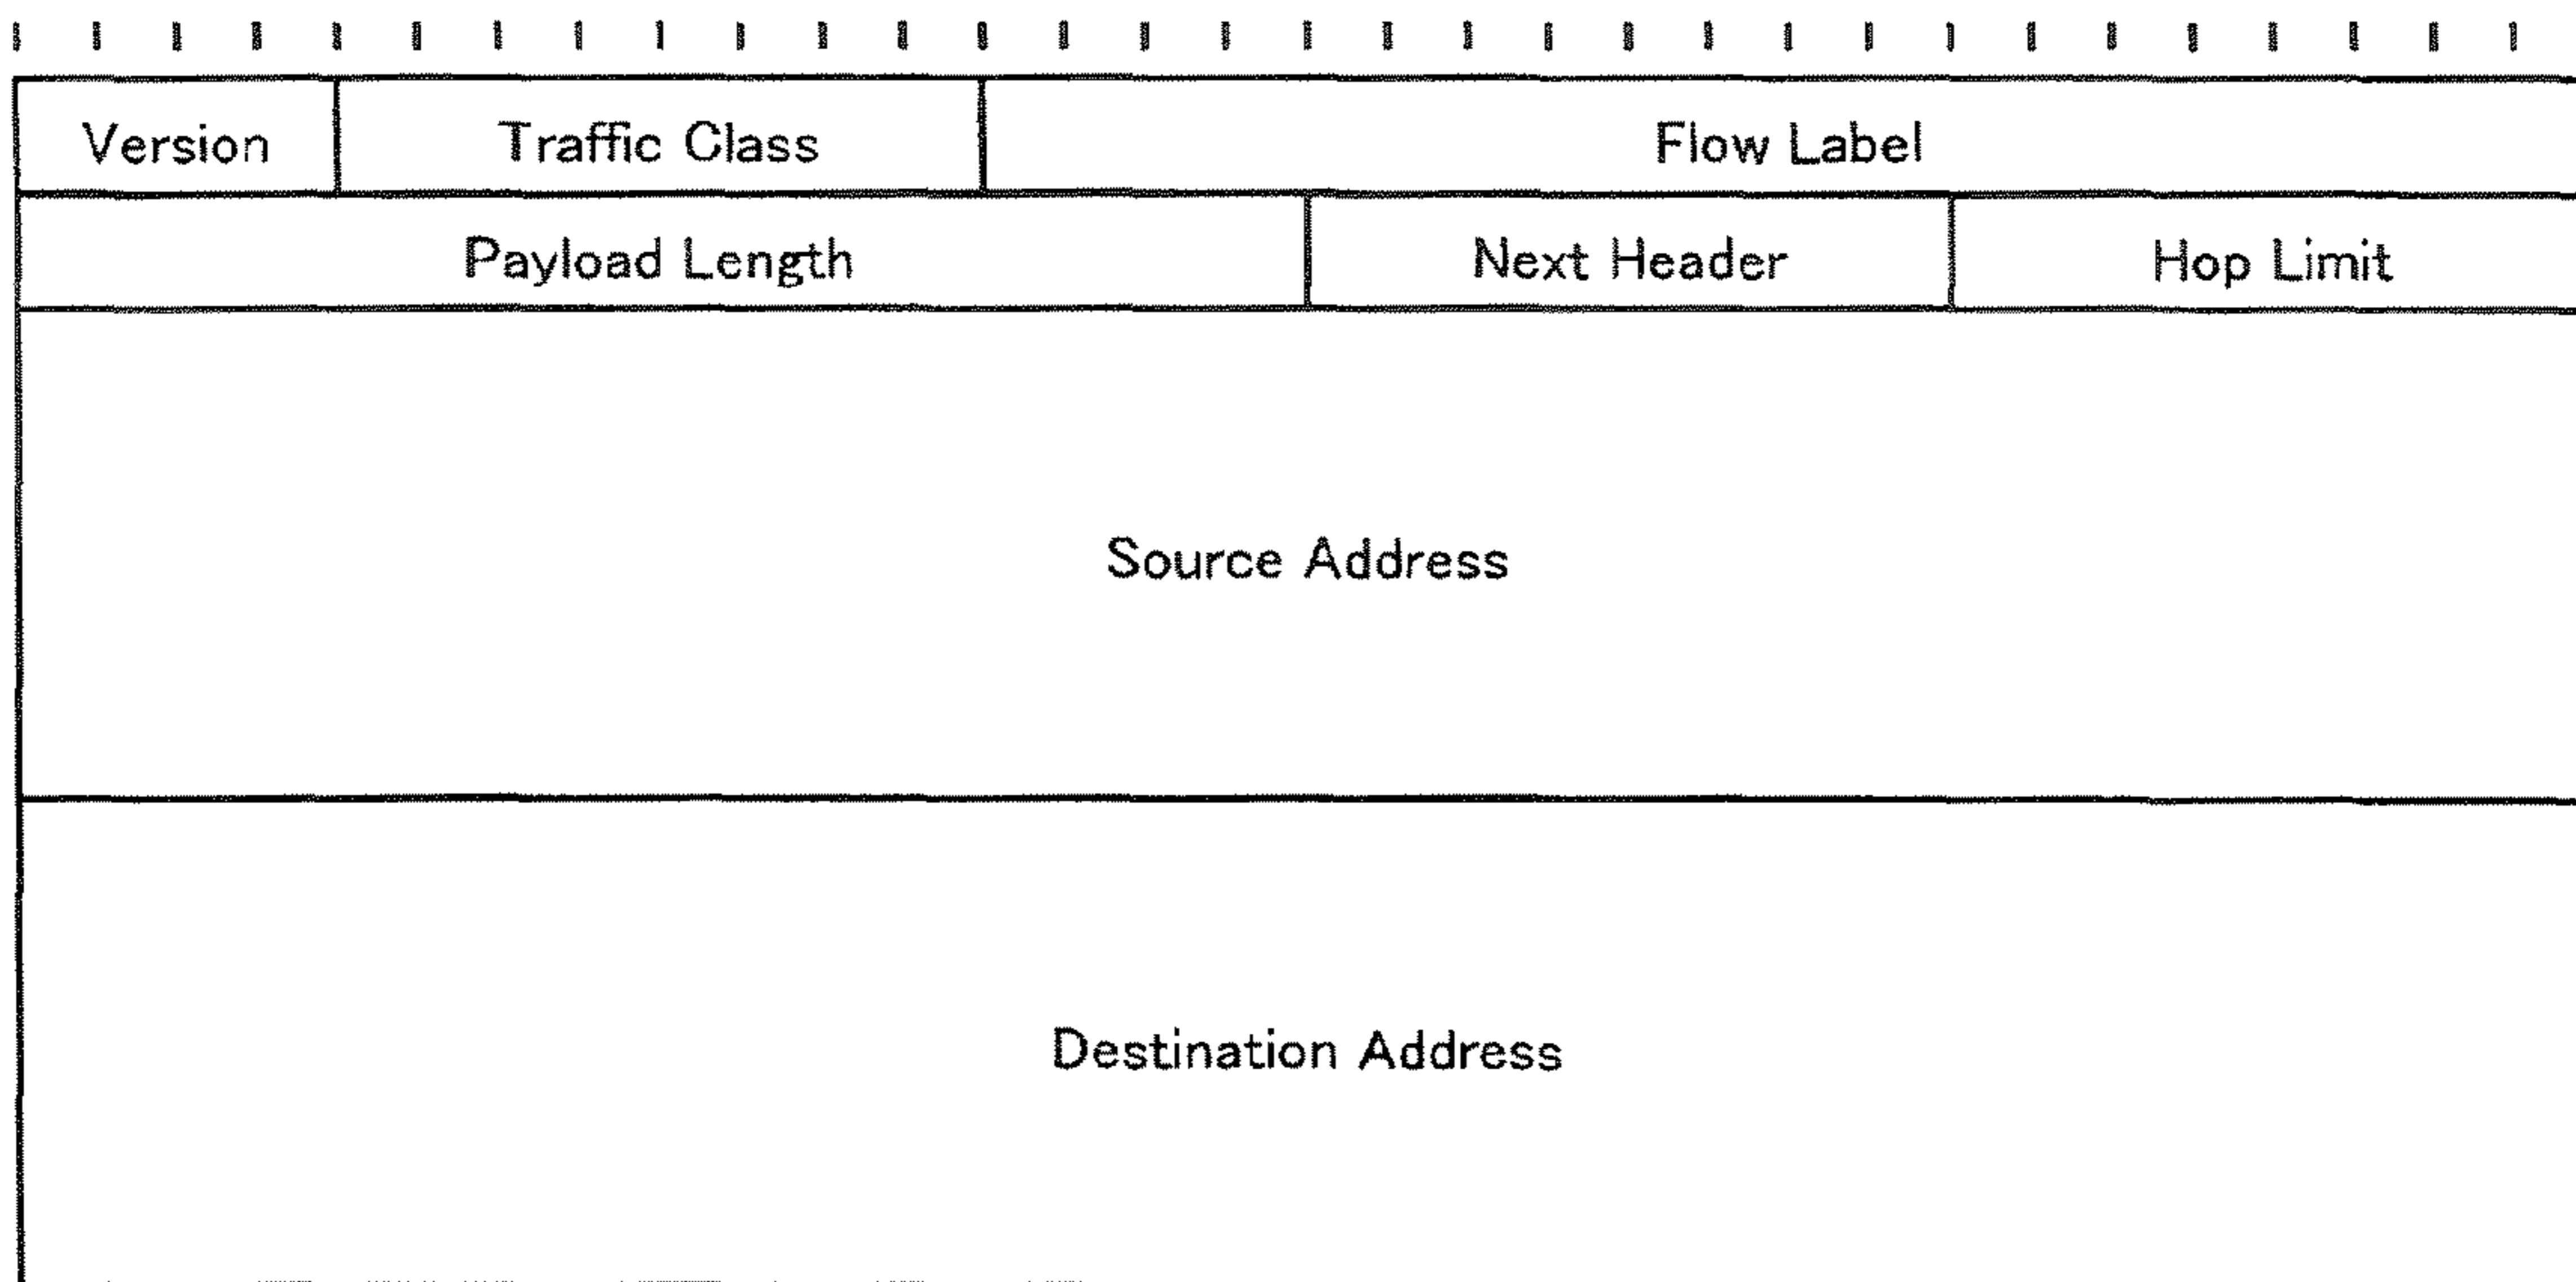 Version Traffic Class Flow Label
Payload Length Next Header Hop Limit
Source Address
Destination Address